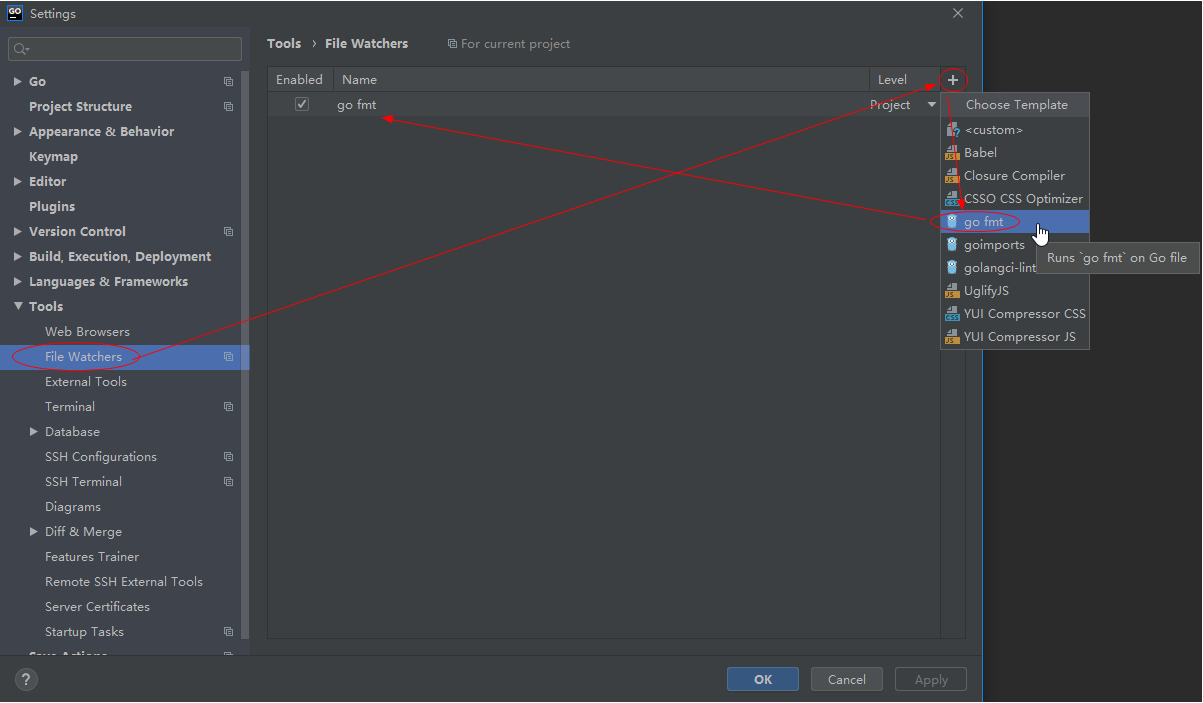 GO
Settings
Tools › File Watchers
For current project
Go
Project Structure
Appearance & Behavior
Keymap
Editor
Plugins
Version Control
Build, Execution, Deployment
Languages & Frameworks
Tools
Web Browsers
File Watchers
External Tools
Terminal
Database
SSH Configurations
SSH Terminal
Diagrams
Diff & Merge
Features Trainer
Remote SSH External Tools
Server Certificates
Startup Tasks
Save Actions
Enabled Name Level
go fmt Project
Choose Template
<custom>
Babel
Closure Compiler
CSSO CSS Optimizer
go fmt
goimports
golangci-lint
UglifyJS
YUI Compressor CSS
YUI Compressor JS
Runs `go fmt` on Go file
?
OK Cancel Apply